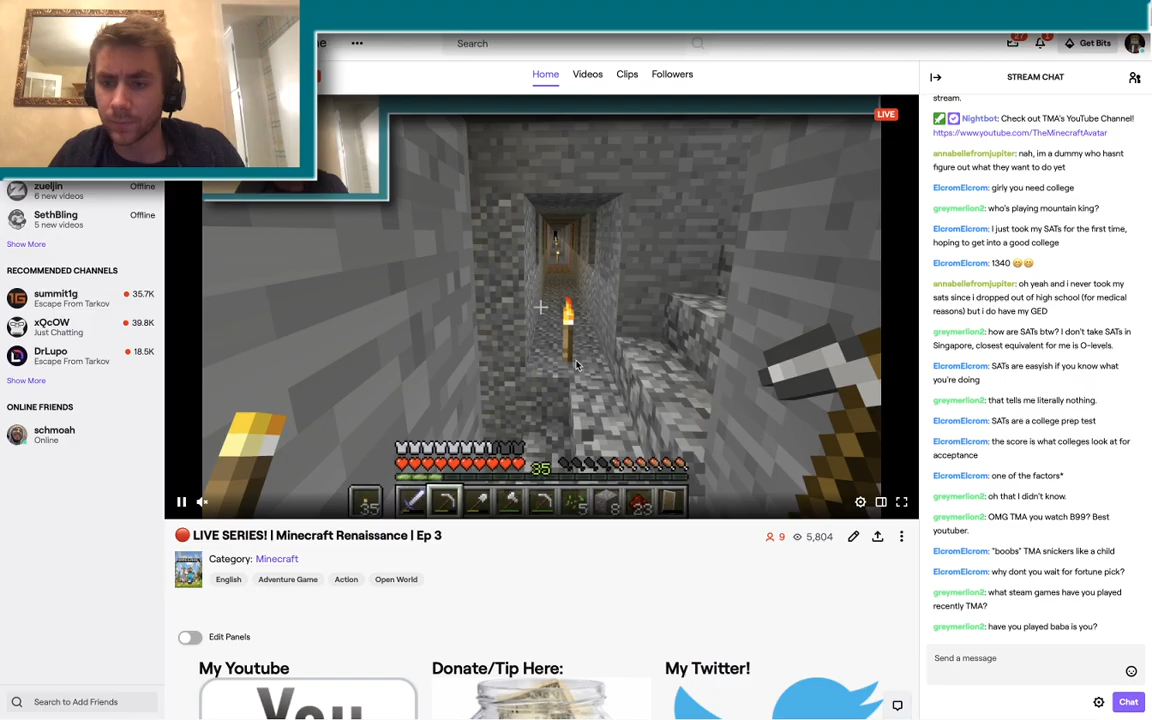 ne
•••
Search
27
1
Get Bits
Home
Videos
Clips
Followers
STREAM CHAT
LIVE
zueljin
Offline
6 new videos
SethBling
Offline
5 new videos
Show More
RECOMMENDED CHANNELS
summit1g
35.7K
Escape From Tarkov
xQcOW
39.8K
Just Chatting
DrLupo
18.5K
Escape From Tarkov
Show More
ONLINE FRIENDS
schmoah
Online
Search to Add Friends
35
35
5
8
23
🔴 LIVE SERIES! | Minecraft Renaissance | Ep 3
9
5,804
Category: Minecraft
English
Adventure Game
Action
Open World
Edit Panels
My Youtube
Donate/Tip Here:
My Twitter!
You
stream.
Nightbot: Check out TMA's YouTube Channel!
https://www.youtube.com/TheMinecraftAvatar
annabellefromjupiter: nah, im a dummy who hasnt
figure out what they want to do yet
ElcromElcrom: girly you need college
greymerlion2: who's playing mountain king?
ElcromElcrom: I just took my SATs for the first time,
hoping to get into a good college
ElcromElcrom: 1340 😁😁
annabellefromjupiter: oh yeah and i never took my
sats since i dropped out of high school (for medical
reasons) but i do have my GED
greymerlion2: how are SATs btw? I don't take SATs in
Singapore, closest equivalent for me is O-levels.
ElcromElcrom: SATs are easyish if you know what
you're doing
greymerlion2: that tells me literally nothing.
ElcromElcrom: SATs are a college prep test
ElcromElcrom: the score is what colleges look at for
acceptance
ElcromElcrom: one of the factors*
greymerlion2: oh that I didn't know.
greymerlion2: OMG TMA you watch B99? Best
youtuber.
ElcromElcrom: "boobs" TMA snickers like a child
ElcromElcrom: why dont you wait for fortune pick?
greymerlion2: what steam games have you played
recently TMA?
greymerlion2: have you played baba is you?
Send a message
Chat